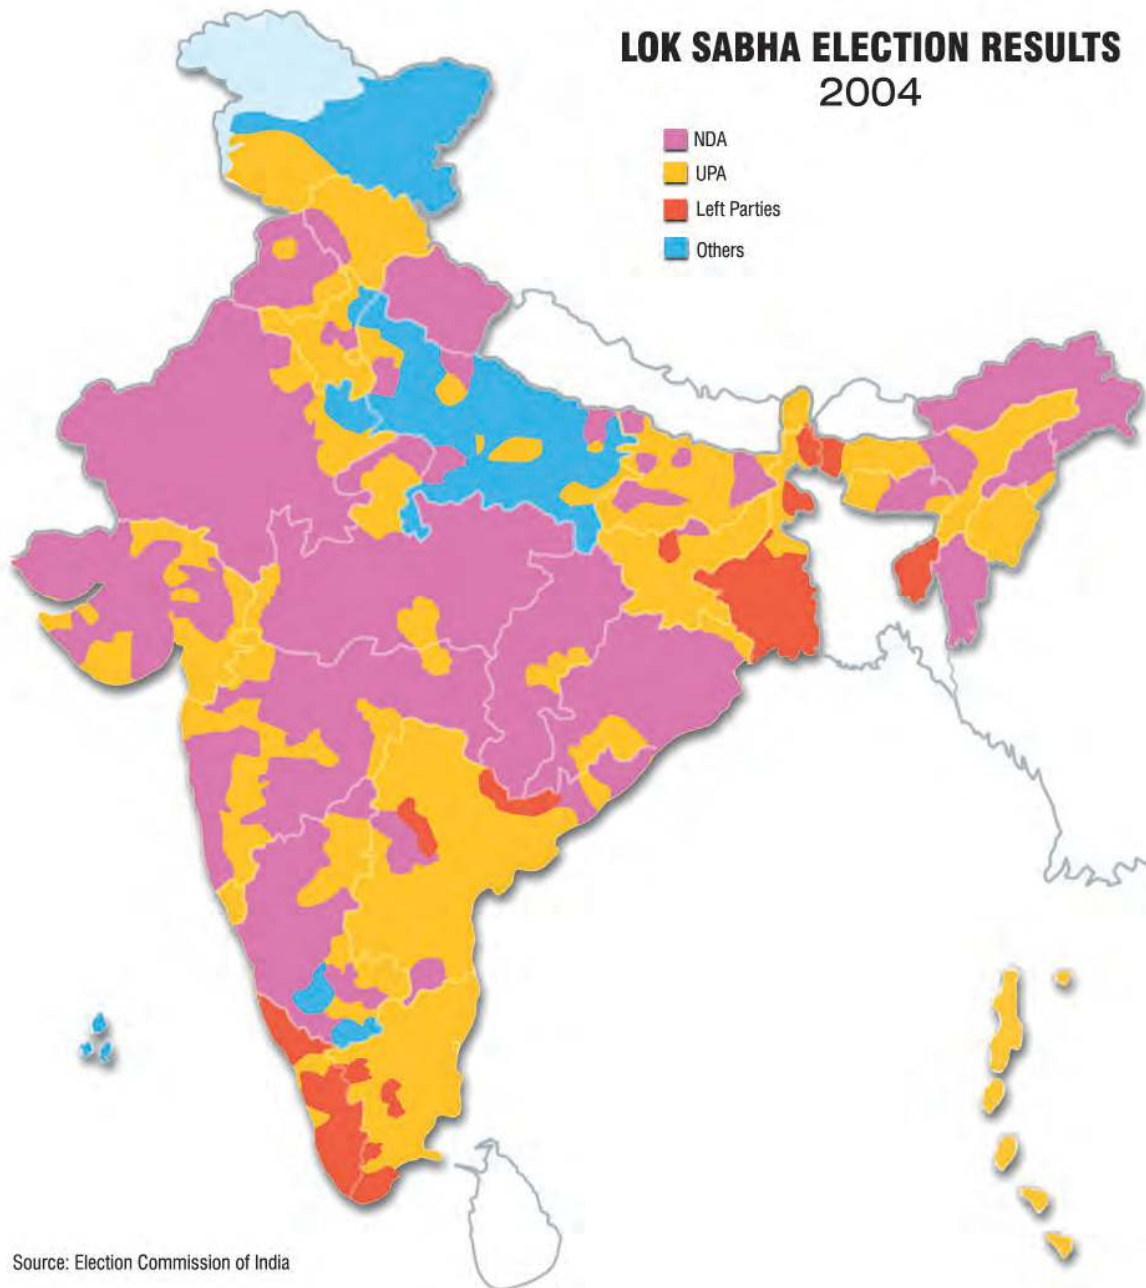 LOK SABHA ELECTION RESULTS
2004
NDA
UPA
Left Parties
Others
Source: Election Commission of India